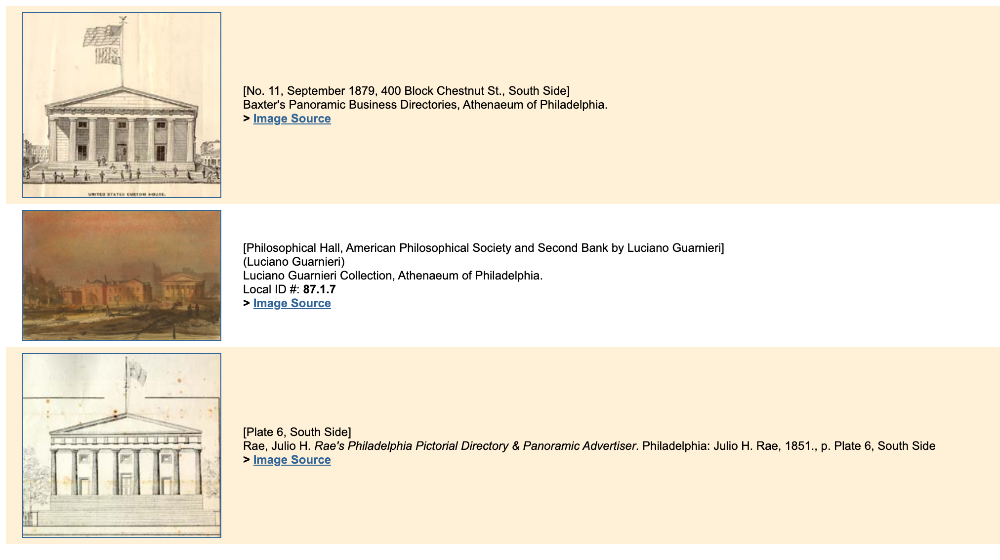 UNITED STATES CUSTOM HOUSE.
[No. 11, September 1879, 400 Block Chestnut St., South Side]
Baxter's Panoramic Business Directories, Athenaeum of Philadelphia.
> Image Source
[Philosophical Hall, American Philosophical Society and Second Bank by Luciano Guarnieri]
(Luciano Guarnieri)
Luciano Guarnieri Collection, Athenaeum of Philadelphia.
Local ID #: 87.1.7
> Image Source
[Plate 6, South Side]
Rae, Julio H. Rae's Philadelphia Pictorial Directory & Panoramic Advertiser. Philadelphia: Julio H. Rae, 1851., p. Plate 6, South Side
> Image Source